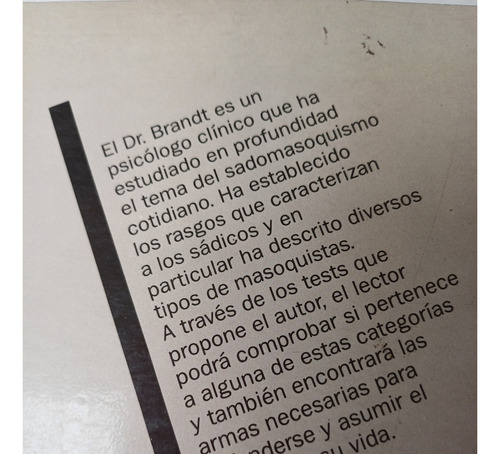 El Dr. Brandt es un
psicólogo clínico que ha
estudiado en profundidad
el tema del sadomasoquismo
cotidiano. Ha establecido
los rasgos que caracterizan
a los sádicos y en
particular ha descrito diversos
tipos de masoquistas.
A través de los tests que
propone el autor, el lector
podrá comprobar si pertenece
a alguna de estas categorías
y también encontrará las
armas necesarias para
y asumir el
vida.